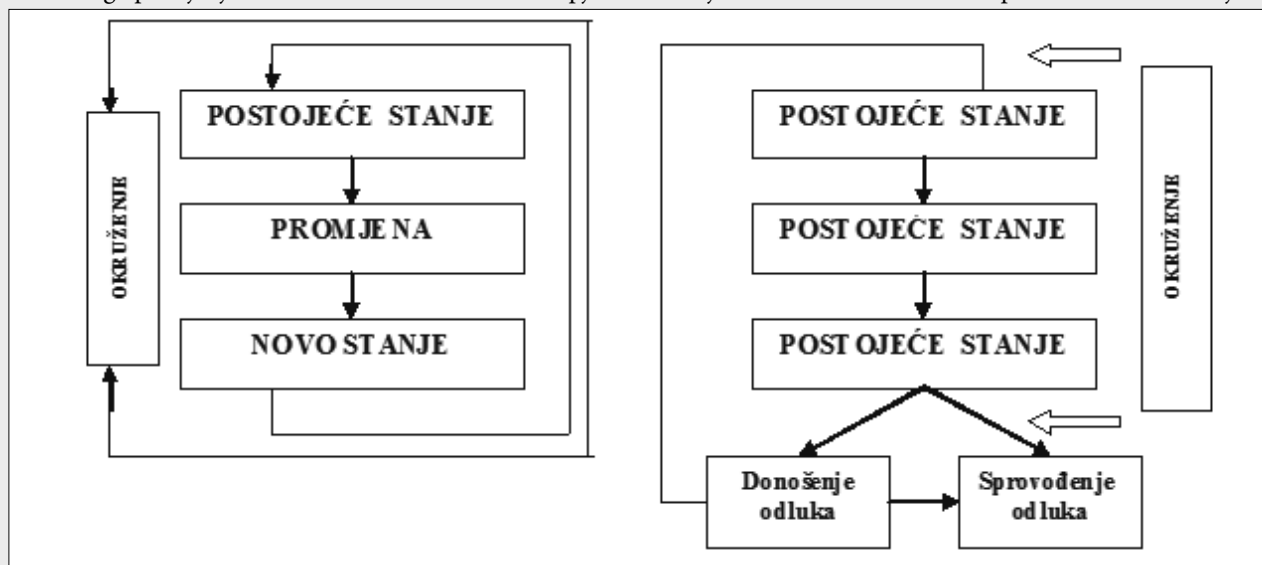 POSTOJEĆE STANJE
PROMJENA
NOVO STANJE
OKRUŽENJE
POSTOJEĆE STANJE
POSTOJEĆE STANJE
POSTOJEĆE STANJE
Donošenje
odluka
Sprovođenje
odluka
OKRUŽENJE